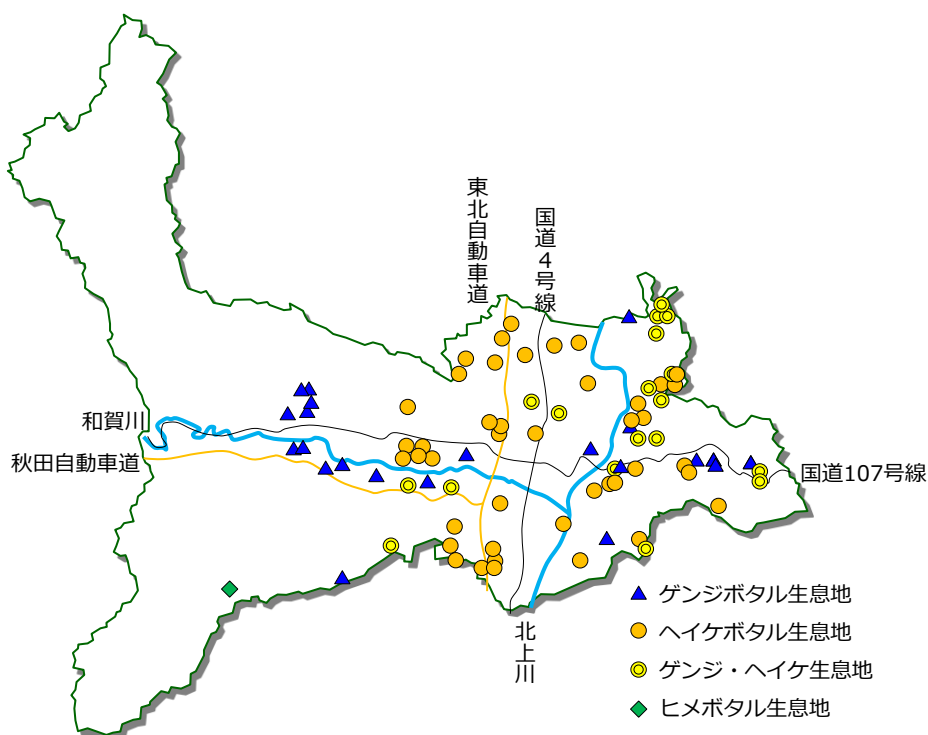 東北自動車道
国道4号線
和賀川
秋田自動車道
国道107号線
北上川
ゲンジボタル生息地
ヘイケボタル生息地
ゲンジ・ヘイケ生息地
ヒメボタル生息地